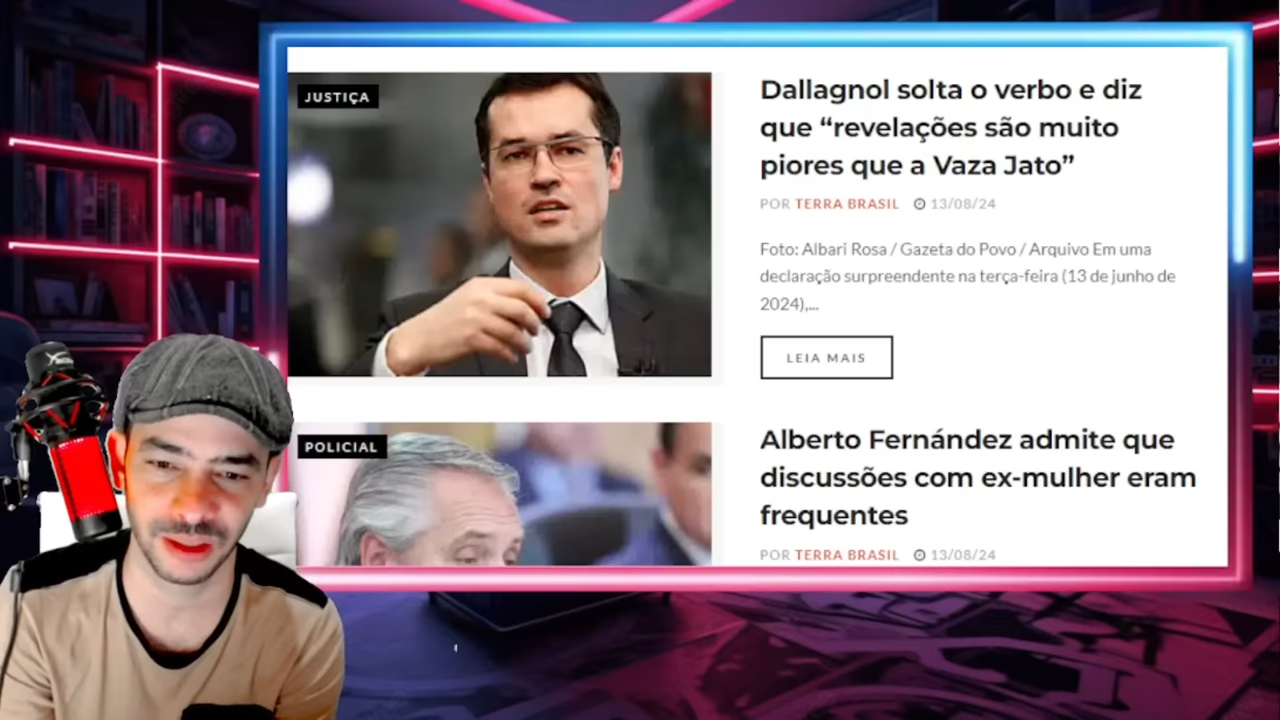 JUSTIÇA
Dallagnol solta o verbo e diz
que “revelações são muito
piores que a Vaza Jato”
POR TERRA BRASIL 13/08/24
Foto: Albari Rosa / Gazeta do Povo / Arquivo Em uma
declaração surpreendente na terça-feira (13 de junho de
2024),...
LEIA MAIS
POLICIAL
Alberto Fernández admite que
discussões com ex-mulher eram
frequentes
POR TERRA BRASIL 13/08/24